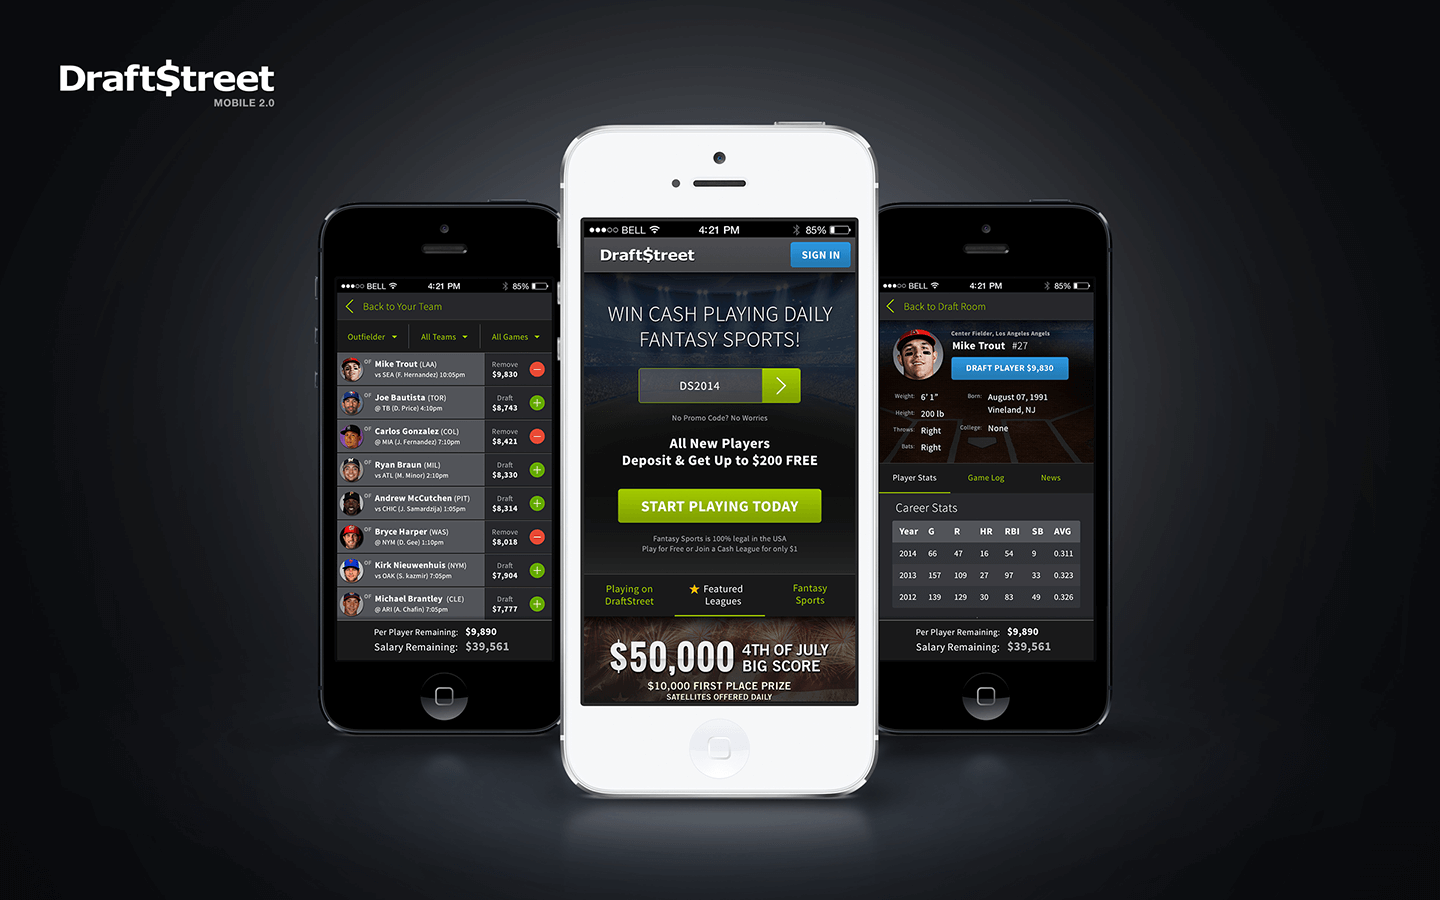 Draft$treet
MOBILE 2.0
BELL 4:21 PM 85%
Back to Your Team
Outfielder All Teams All Games
OF Mike Trout (LAA) Remove
vs SEA (F. Hernandez) 10:05pm $9,830
OF Joe Bautista (TOR) Draft
@ TB (D. Price) 4:10pm $8,743
OF Carlos Gonzalez (COL) Remove
@ MIA (J. Fernandez) 7:10pm $8,421
OF Ryan Braun (MIL) Draft
vs ATL (M. Minor) 2:10pm $8,330
OF Andrew McCutchen (PIT) Draft
vs CHIC (J. Samardzija) 1:05pm $8,314
OF Bryce Harper (WAS) Remove
@ NYM (D. Gee) 1:10pm $8,018
OF Kirk Nieuwenhuis (NYM) Draft
vs OAK (S. kazmir) 7:05pm $7,904
OF Michael Brantley (CLE) Draft
@ ARI (A. Chafin) 7:05pm $7,777
Per Player Remaining: $9,890
Salary Remaining: $39,561
BELL 4:21 PM 85%
Draft$treet SIGN IN
WIN CASH PLAYING DAILY
FANTASY SPORTS!
DS2014
No Promo Code? No Worries
All New Players
Deposit & Get Up to $200 FREE
START PLAYING TODAY
Fantasy Sports is 100% legal in the USA
Play for Free or Join a Cash League for only $1
Playing on
DraftStreet
Featured
Leagues
Fantasy
Sports
$50,000 4TH OF JULY
BIG SCORE
$10,000 FIRST PLACE PRIZE
SATELLITES OFFERED DAILY
BELL 4:21 PM 85%
Back to Draft Room
Center Fielder, Los Angeles Angels
Mike Trout #27
DRAFT PLAYER $9,830
Weight: 6' 1"
Height: 200 lb
Throws: Right
Bats: Right
Born: August 07, 1991
Vineland, NJ
College: None
Player Stats Game Log News
Career Stats
Year G R HR RBI SB AVG
2014 66 47 16 54 9 0.311
2013 157 109 27 97 33 0.323
2012 139 129 30 83 49 0.326
Per Player Remaining: $9,890
Salary Remaining: $39,561